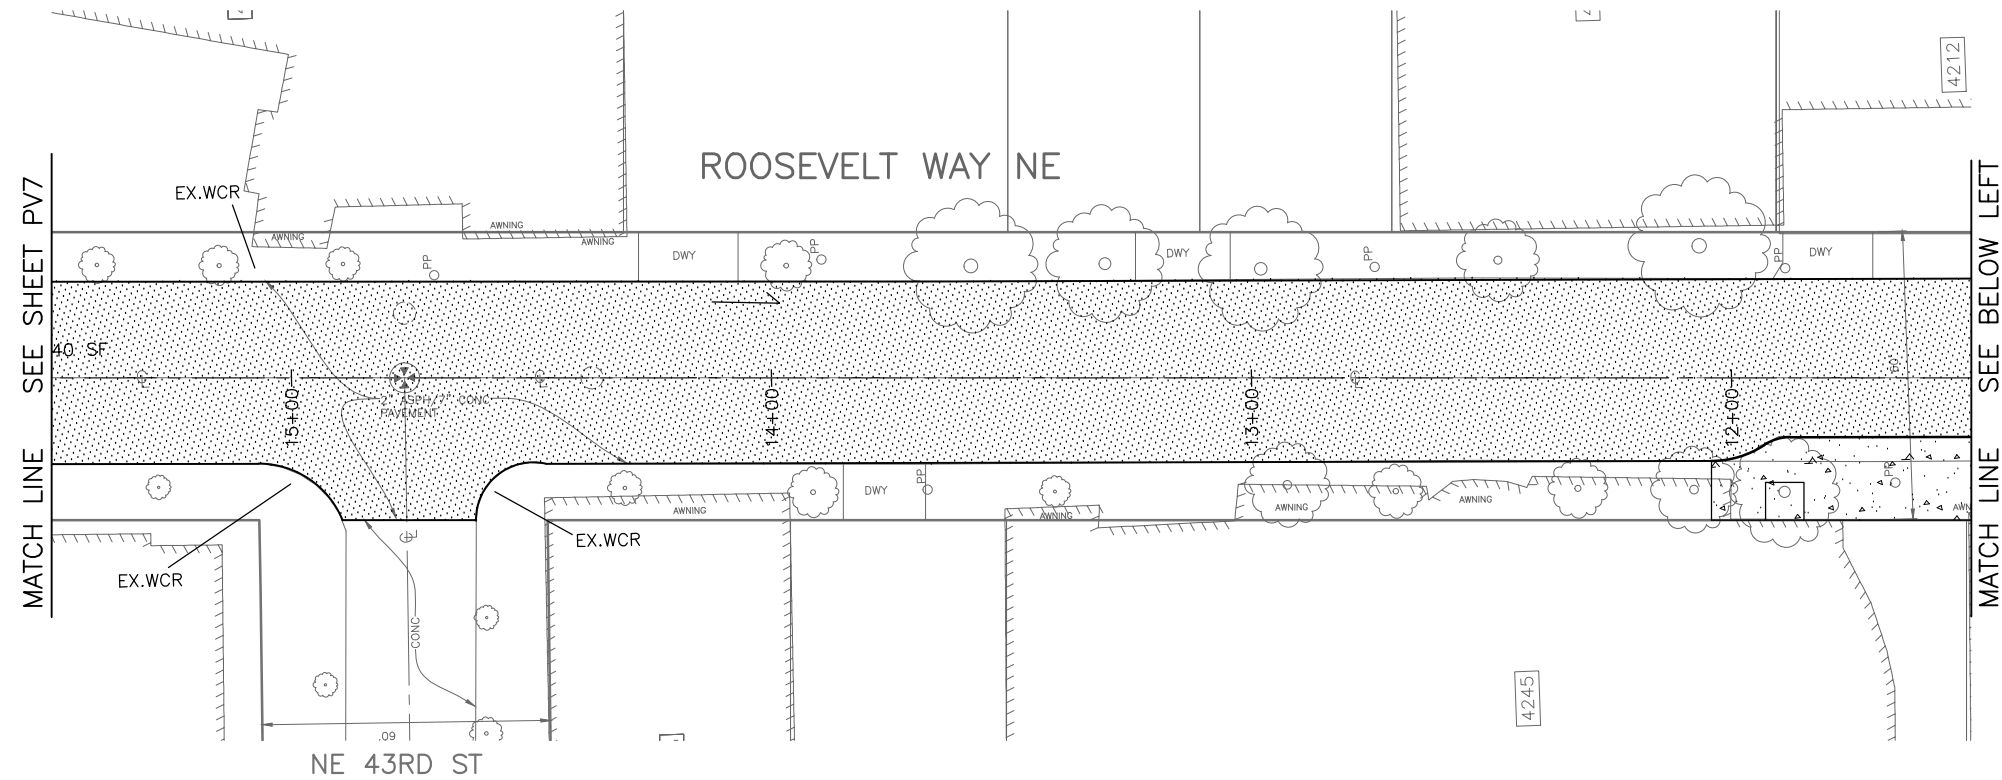 4212
ROOSEVELT WAY NE
MATCH LINE SEE SHEET PV7
EX.WCR
AWNING
AWNING
AWNING
PP
DWY
PP
DWY
PP
PP
DWY
MATCH LINE SEE BELOW LEFT
40 SF
15+00
2" ASPH/7" CONC
PAVEMENT
14+00
13+00
12+00
60
EX.WCR
EX.WCR
AWNING
DWY
PP
AWNING
AWNING
AWNING
PP
AWN
CONC
4245
60
NE 43RD ST